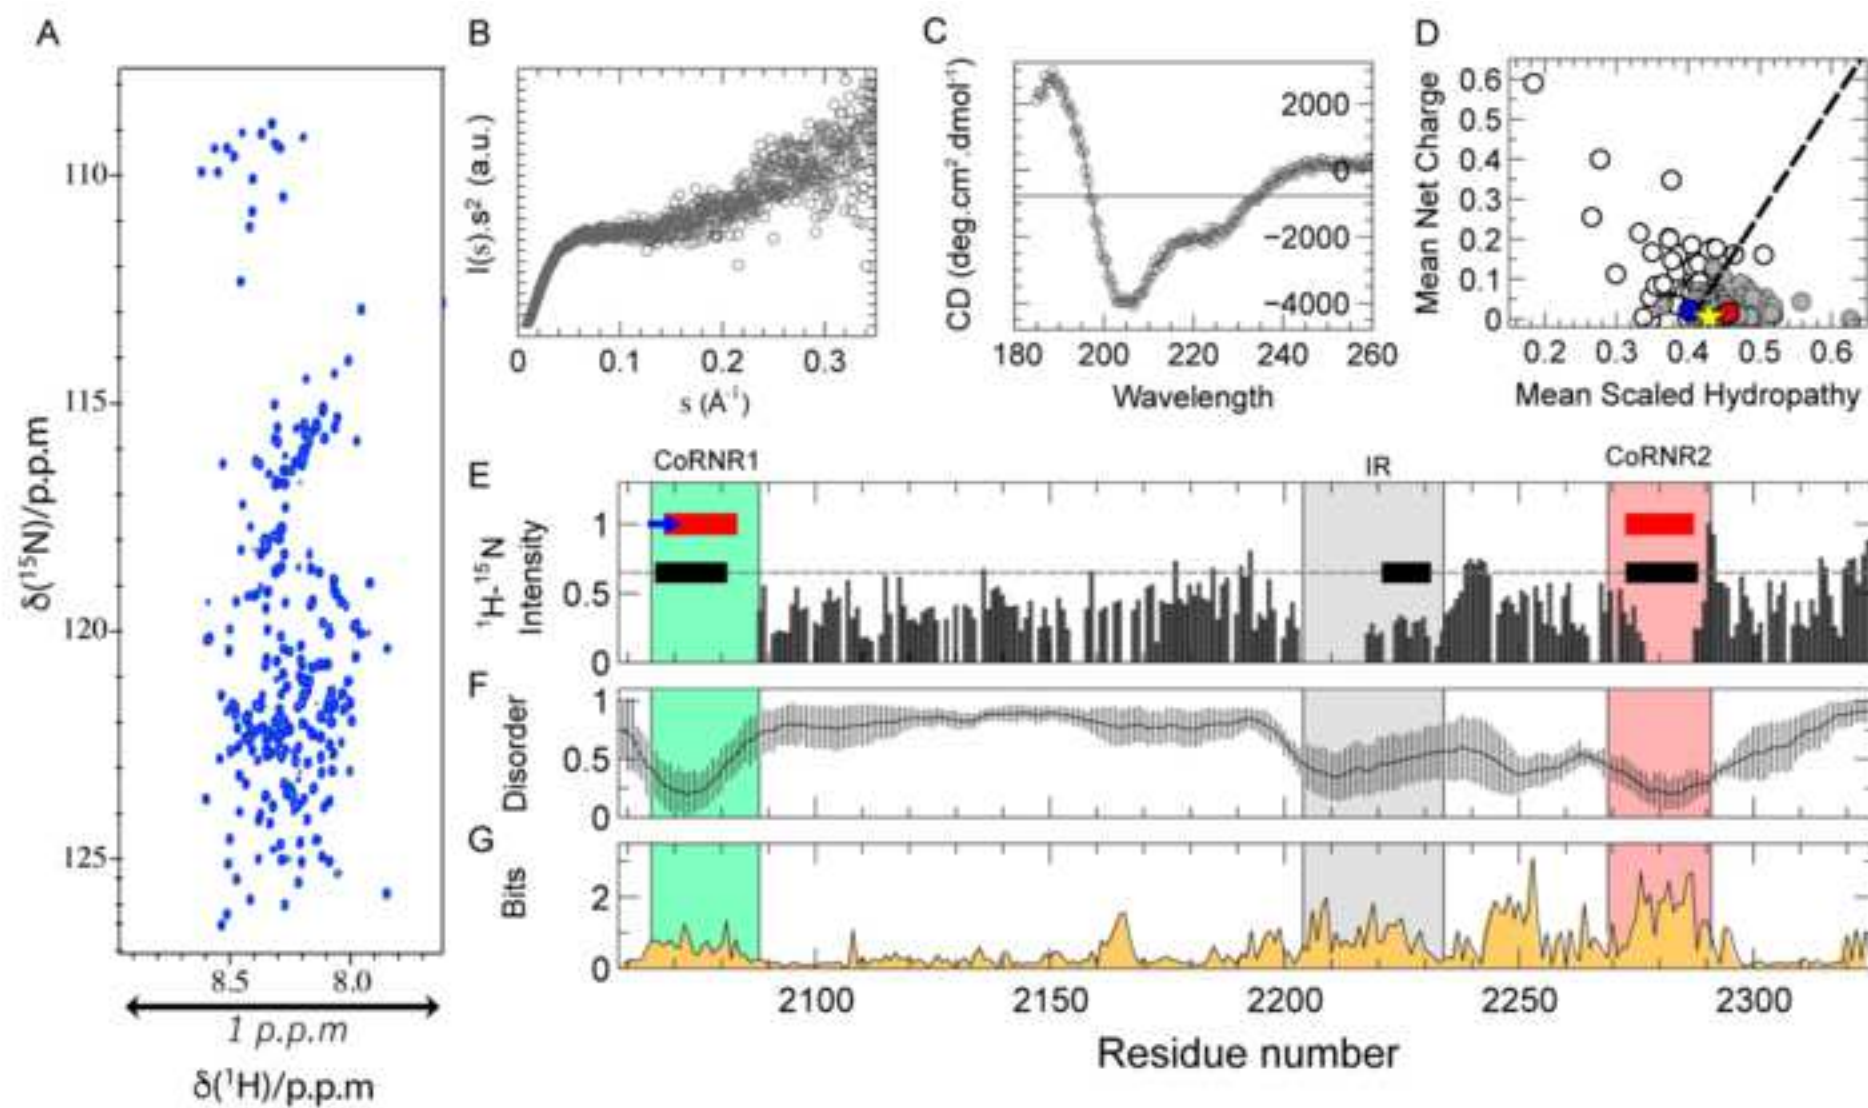 A
110
115
120
125
δ(¹⁵N)/p.p.m
8.5 8.0
1 p.p.m
δ(¹H)/p.p.m
B
I(s).s² (a.u.)
0 0.1 0.2 0.3
s (Å⁻¹)
C
CD (deg.cm².dmol⁻¹)
2000
0
−2000
−4000
180 200 220 240 260
Wavelength
D
Mean Net Charge
0.6
0.5
0.4
0.3
0.2
0.1
0
0.2 0.3 0.4 0.5 0.6
Mean Scaled Hydropathy
E
CoRNR1 IR CoRNR2
¹H-¹⁵N
Intensity
1
0.5
0
F
Disorder
1
0.5
0
G
Bits
2
0
2100 2150 2200 2250 2300
Residue number